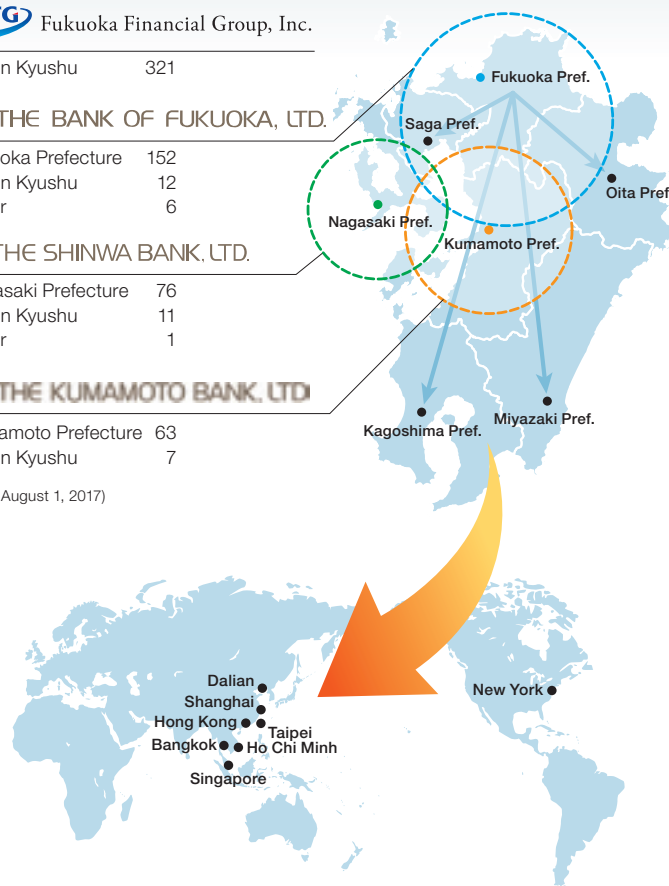 G Fukuoka Financial Group, Inc.
n Kyushu 321
THE BANK OF FUKUOKA, LTD.
oka Prefecture 152
n Kyushu 12
r 6
THE SHINWA BANK, LTD.
asaki Prefecture 76
n Kyushu 11
r 1
THE KUMAMOTO BANK, LTD
amoto Prefecture 63
n Kyushu 7
August 1, 2017)
Fukuoka Pref.
Saga Pref.
Oita Pref
Nagasaki Pref.
Kumamoto Pref.
Kagoshima Pref.
Miyazaki Pref.
Dalian
Shanghai
Hong Kong
Taipei
Bangkok
Ho Chi Minh
Singapore
New York